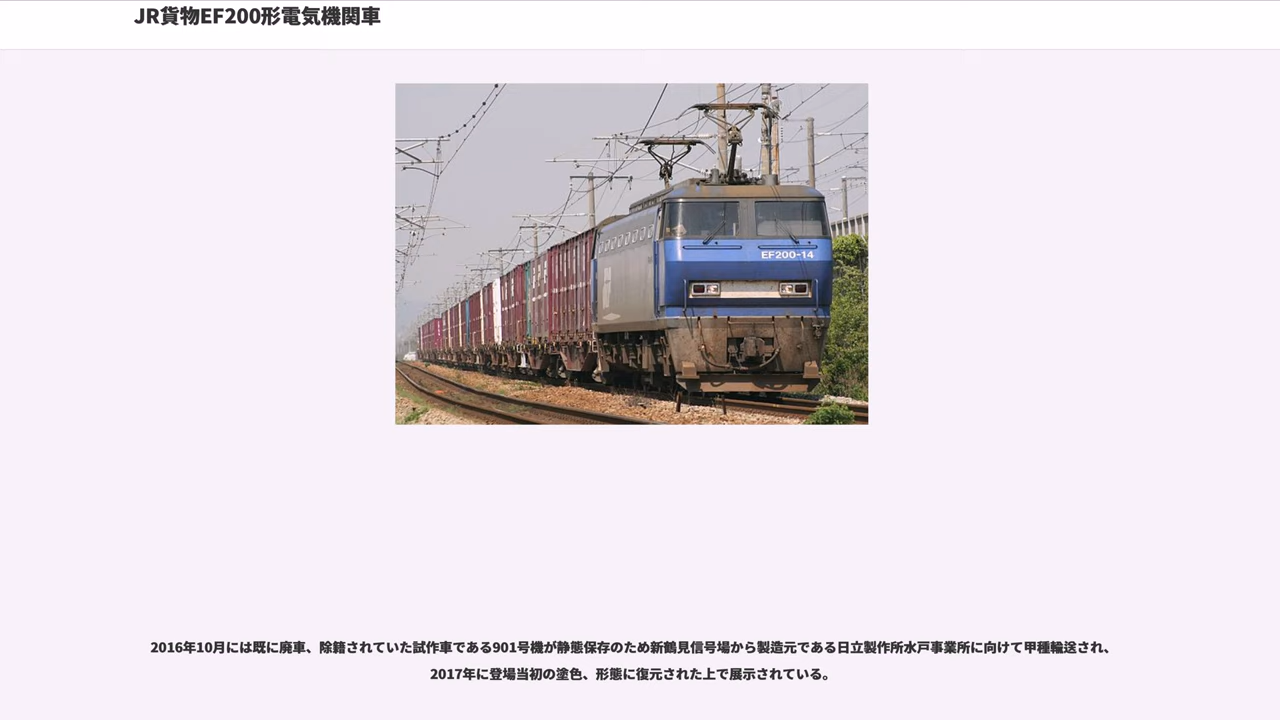 JR貨物EF200形電気機関車
EF200-14
2016年10月には既に廃車、除籍されていた試作車である901号機が静態保存のため新鶴見信号場から製造元である日立製作所水戸事業所に向けて甲種輸送され、
2017年に登場当初の塗色、形態に復元された上で展示されている。